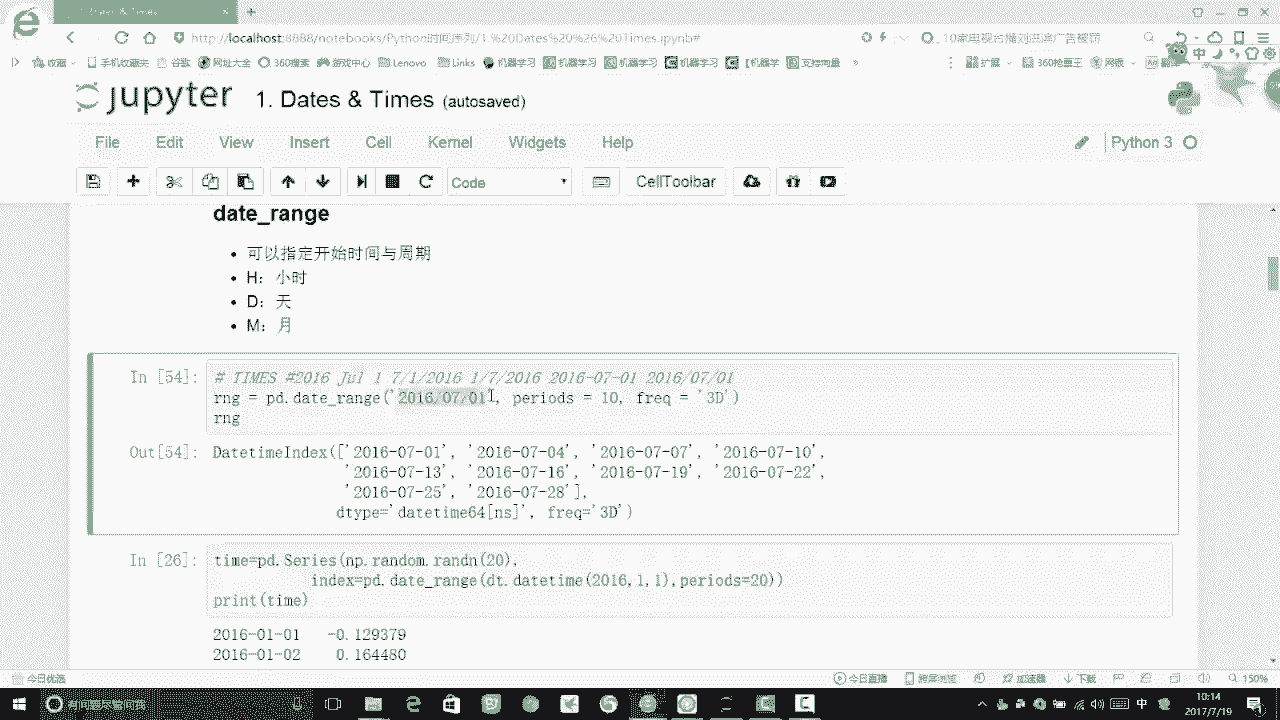 1. Dates & Times
http://localhost:8888/notebooks/Python时间序列/1.%20Dates%20%26%20Times.ipynb#
10家电视台播刘洪滨广告被罚
收藏 手机收藏夹 谷歌 网址大全 360搜索 游戏中心 Lenovo Links 机器学习 机器学习 机器学习 机器学习 【机器学 支持向量 » 扩展 360抢票王 网银
中
jupyter 1. Dates & Times (autosaved)
File Edit View Insert Cell Kernel Widgets Help Python 3
Code CellToolbar
date_range
• 可以指定开始时间与周期
• H：小时
• D：天
• M：月
In [54]: # TIMES #2016 Jul 1 7/1/2016 1/7/2016 2016-07-01 2016/07/01
rng = pd.date_range('2016/07/01', periods = 10, freq = '3D')
rng
Out[54]: DatetimeIndex(['2016-07-01', '2016-07-04', '2016-07-07', '2016-07-10',
'2016-07-13', '2016-07-16', '2016-07-19', '2016-07-22',
'2016-07-25', '2016-07-28'],
dtype='datetime64[ns]', freq='3D')
In [26]: time=pd.Series(np.random.randn(20),
index=pd.date_range(dt.datetime(2016,1,1),periods=20))
print(time)
2016-01-01 -0.129379
2016-01-02 0.164480
今日优选 今日直播 跨屏浏览 加速器 下载 150%
中 10:14
2017/7/19